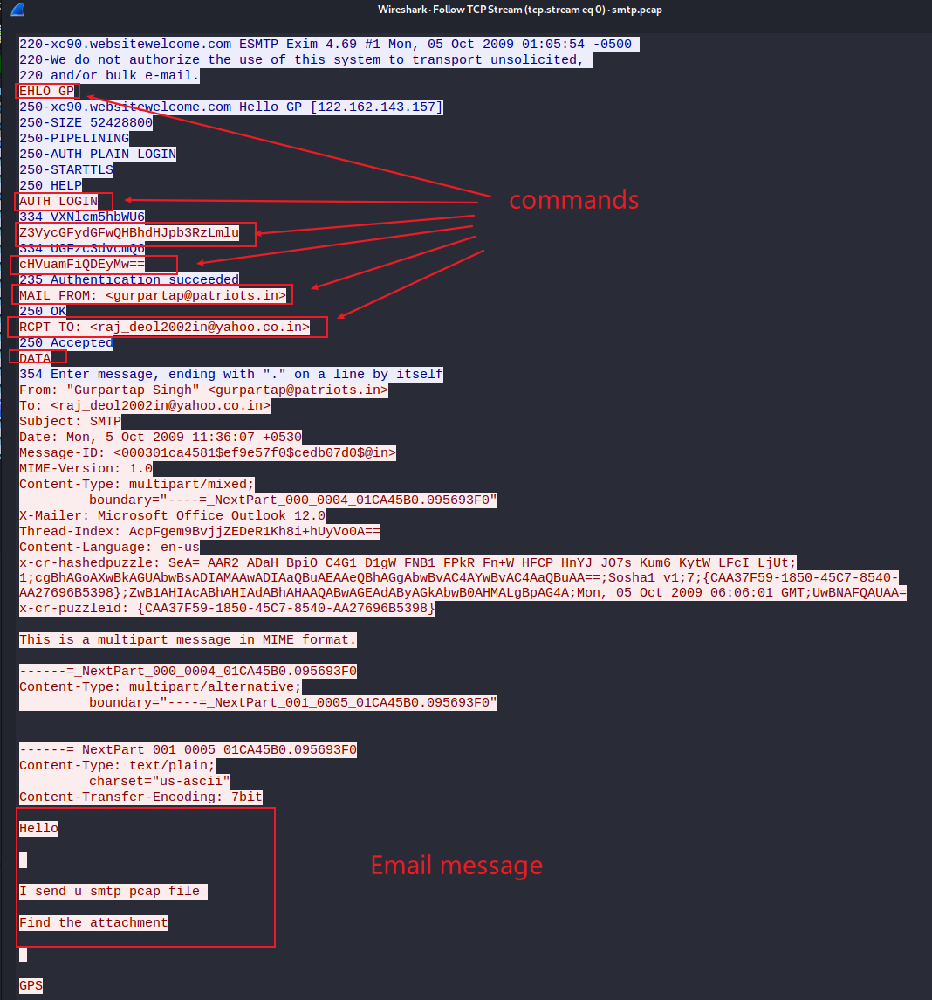 Wireshark · Follow TCP Stream (tcp.stream eq 0) · smtp.pcap
220-xc90.websitewelcome.com ESMTP Exim 4.69 #1 Mon, 05 Oct 2009 01:05:54 -0500
220-We do not authorize the use of this system to transport unsolicited,
220 and/or bulk e-mail.
EHLO GP
250-xc90.websitewelcome.com Hello GP [122.162.143.157]
250-SIZE 52428800
250-PIPELINING
250-AUTH PLAIN LOGIN
250-STARTTLS
250 HELP
AUTH LOGIN
commands
334 VXNlcm5hbWU6
Z3VycGFydGFwQHBhdHJpb3RzLmlu
334 UGFzc3dvcmQ6
cHVuamFiQDEyMw==
235 Authentication succeeded
MAIL FROM: <gurpartap@patriots.in>
250 OK
RCPT TO: <raj_deol2002in@yahoo.co.in>
250 Accepted
DATA
354 Enter message, ending with "." on a line by itself
From: "Gurpartap Singh" <gurpartap@patriots.in>
To: <raj_deol2002in@yahoo.co.in>
Subject: SMTP
Date: Mon, 5 Oct 2009 11:36:07 +0530
Message-ID: <000301ca4581$ef9e57f0$cedb07d0$@in>
MIME-Version: 1.0
Content-Type: multipart/mixed;
boundary="----=_NextPart_000_0004_01CA45B0.095693F0"
X-Mailer: Microsoft Office Outlook 12.0
Thread-Index: AcpFgem9BvjjZEDeR1Kh8i+hUyVo0A==
Content-Language: en-us
x-cr-hashedpuzzle: SeA= AAR2 ADaH BpiO C4G1 D1gW FNB1 FPkR Fn+W HFCP HnYJ JO7s Kum6 KytW LFcI LjUt;
1;cgBhAGoAXwBkAGUAbwBsADIAMAAwADIAaQBuAEAAeQBhAGgAbwBvAC4AYwBvAC4AaQBuAA==;Sosha1_v1;7;{CAA37F59-1850-45C7-8540-
AA27696B5398};ZwB1AHIAcABhAHIAdABhAHAAQABwAGEAdAByAGkAbwB0AHMALgBpAG4A;Mon, 05 Oct 2009 06:06:01 GMT;UwBNAFQAUAA=
x-cr-puzzleid: {CAA37F59-1850-45C7-8540-AA27696B5398}
This is a multipart message in MIME format.
------=_NextPart_000_0004_01CA45B0.095693F0
Content-Type: multipart/alternative;
boundary="----=_NextPart_001_0005_01CA45B0.095693F0"
------=_NextPart_001_0005_01CA45B0.095693F0
Content-Type: text/plain;
charset="us-ascii"
Content-Transfer-Encoding: 7bit
Hello
Email message
I send u smtp pcap file
Find the attachment
GPS